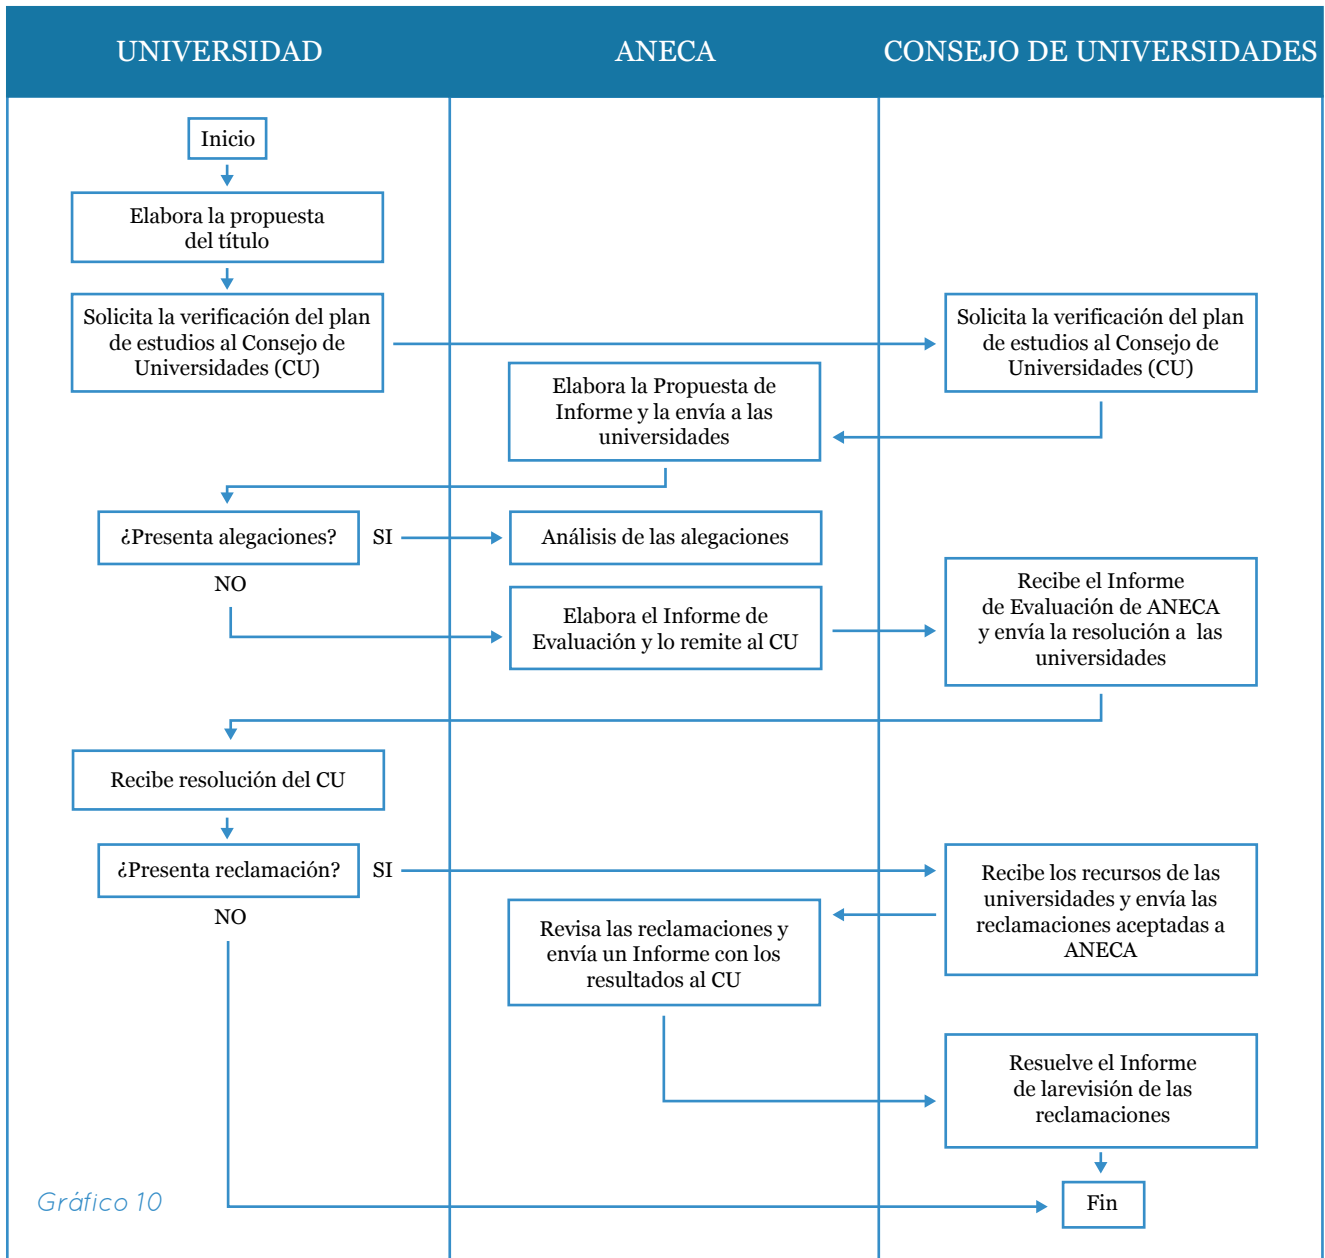 UNIVERSIDAD
ANECA
CONSEJO DE UNIVERSIDADES
Inicio
Elabora la propuesta
del título
Solicita la verificación del plan
de estudios al Consejo de
Universidades (CU)
Solicita la verificación del plan
de estudios al Consejo de
Universidades (CU)
Elabora la Propuesta de
Informe y la envía a las
universidades
¿Presenta alegaciones?
SI
Análisis de las alegaciones
NO
Elabora el Informe de
Evaluación y lo remite al CU
Recibe el Informe
de Evaluación de ANECA
y envía la resolución a las
universidades
Recibe resolución del CU
¿Presenta reclamación?
SI
NO
Recibe los recursos de las
universidades y envía las
reclamaciones aceptadas a
ANECA
Revisa las reclamaciones y
envía un Informe con los
resultados al CU
Resuelve el Informe
de larevisión de las
reclamaciones
Fin
Gráfico 10